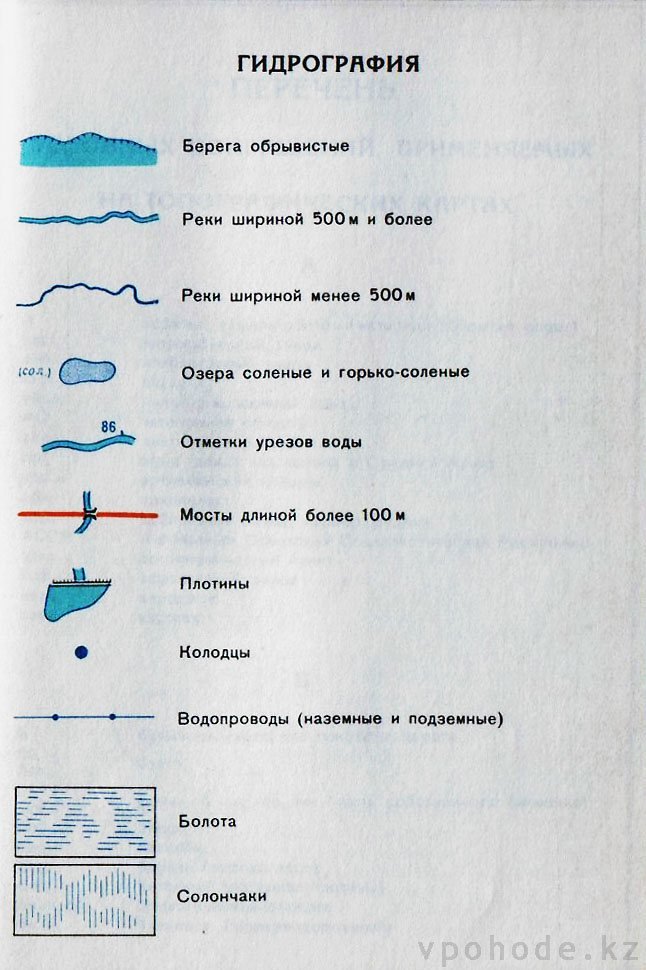 ГИДРОГРАФИЯ
Берега обрывистые
Реки шириной 500 м и более
Реки шириной менее 500 м
(сол.) Озера соленые и горько-соленые
86 Отметки урезов воды
Мосты длиной более 100 м
Плотины
Колодцы
Водопроводы (наземные и подземные)
Болота
Солончаки
vpohode.kz